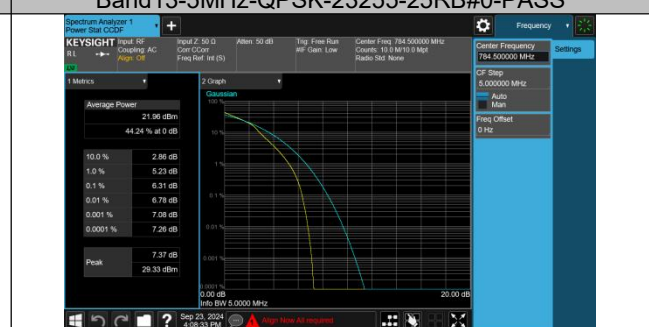 Band13-5MHz-QPSK-23255-25RB#0-PASS
Spectrum Analyzer 1
Power Stat CCDF
+
Frequency
KEYSIGHT
RL
Input: RF
Coupling: AC
Align: Off
Input Z: 50 Ω
Corr CCorr
Freq Ref: Int (S)
Atten: 50 dB
Trig: Free Run
#IF Gain: Low
Center Freq: 784.500000 MHz
Counts: 10.0 M/10.0 Mpt
Radio Std: None
Center Frequency
784.500000 MHz
Settings
CF Step
5.000000 MHz
Auto
Man
Freq Offset
0 Hz
1 Metrics
Average Power
21.96 dBm
44.24 % at 0 dB
10.0 % 2.86 dB
1.0 % 5.23 dB
0.1 % 6.31 dB
0.01 % 6.78 dB
0.001 % 7.08 dB
0.0001 % 7.26 dB
Peak 7.37 dB
29.33 dBm
2 Graph
Gaussian
100 %
10 %
1 %
0.1 %
0.01 %
0.001 %
0.0001 %
0.00 dB
20.00 dB
Info BW 5.0000 MHz
?
Sep 23, 2024
4:08:33 PM
Align Now All required